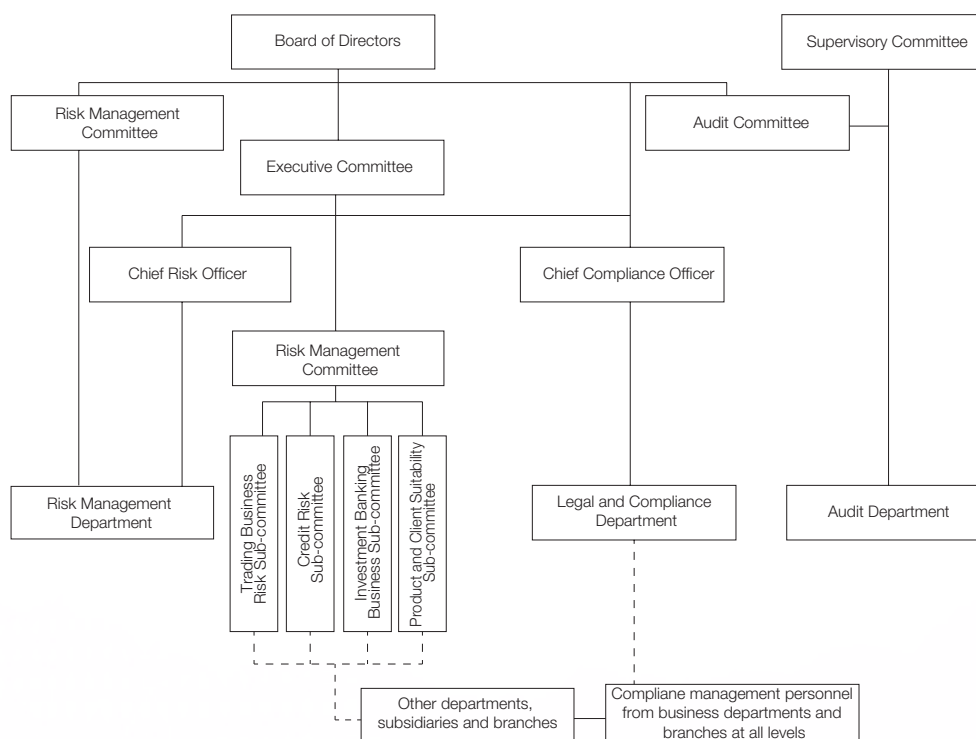 Board of Directors
Supervisory Committee
Risk Management
Committee
Audit Committee
Executive Committee
Chief Risk Officer
Chief Compliance Officer
Risk Management
Committee
Trading Business
Risk Sub-committee
Credit Risk
Sub-committee
Investment Banking
Business Sub-committee
Product and Client Suitability
Sub-committee
Risk Management
Department
Legal and Compliance
Department
Audit Department
Other departments,
subsidiaries and branches
Compliane management personnel
from business departments and
branches at all levels